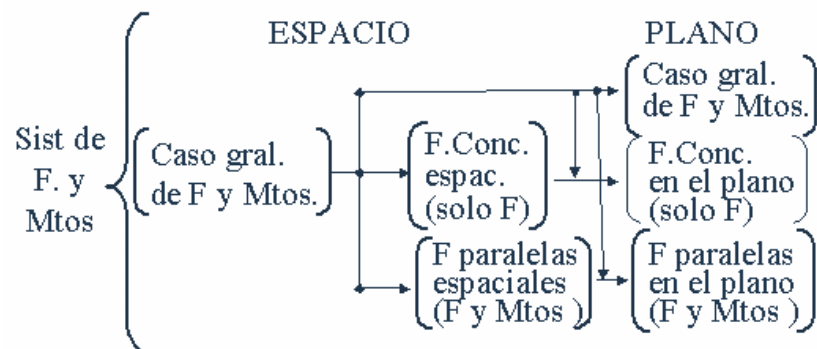 ESPACIO
PLANO
Sist de
F. y
Mtos
Caso gral.
de F y Mtos.
F.Conc.
espac.
(solo F)
F paralelas
espaciales
(F y Mtos )
Caso gral.
de F y Mtos.
F.Conc.
en el plano
(solo F)
F paralelas
en el plano
(F y Mtos )